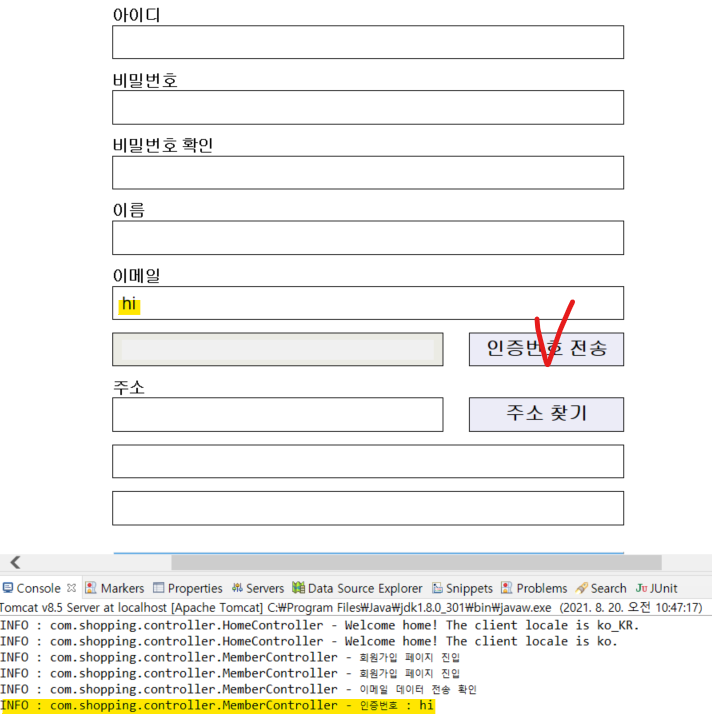 아이디
비밀번호
비밀번호 확인
이름
이메일
hi
인증번호 전송
주소
주소 찾기
Console Markers Properties Servers Data Source Explorer Snippets Problems Search Ju JUnit
Tomcat v8.5 Server at localhost [Apache Tomcat] C:₩Program Files₩Java₩jdk1.8.0_301₩bin₩javaw.exe (2021. 8. 20. 오전 10:47:17)
INFO : com.shopping.controller.HomeController - Welcome home! The client locale is ko_KR.
INFO : com.shopping.controller.HomeController - Welcome home! The client locale is ko.
INFO : com.shopping.controller.MemberController - 회원가입 페이지 진입
INFO : com.shopping.controller.MemberController - 회원가입 페이지 진입
INFO : com.shopping.controller.MemberController - 이메일 데이터 전송 확인
INFO : com.shopping.controller.MemberController - 인증번호 : hi